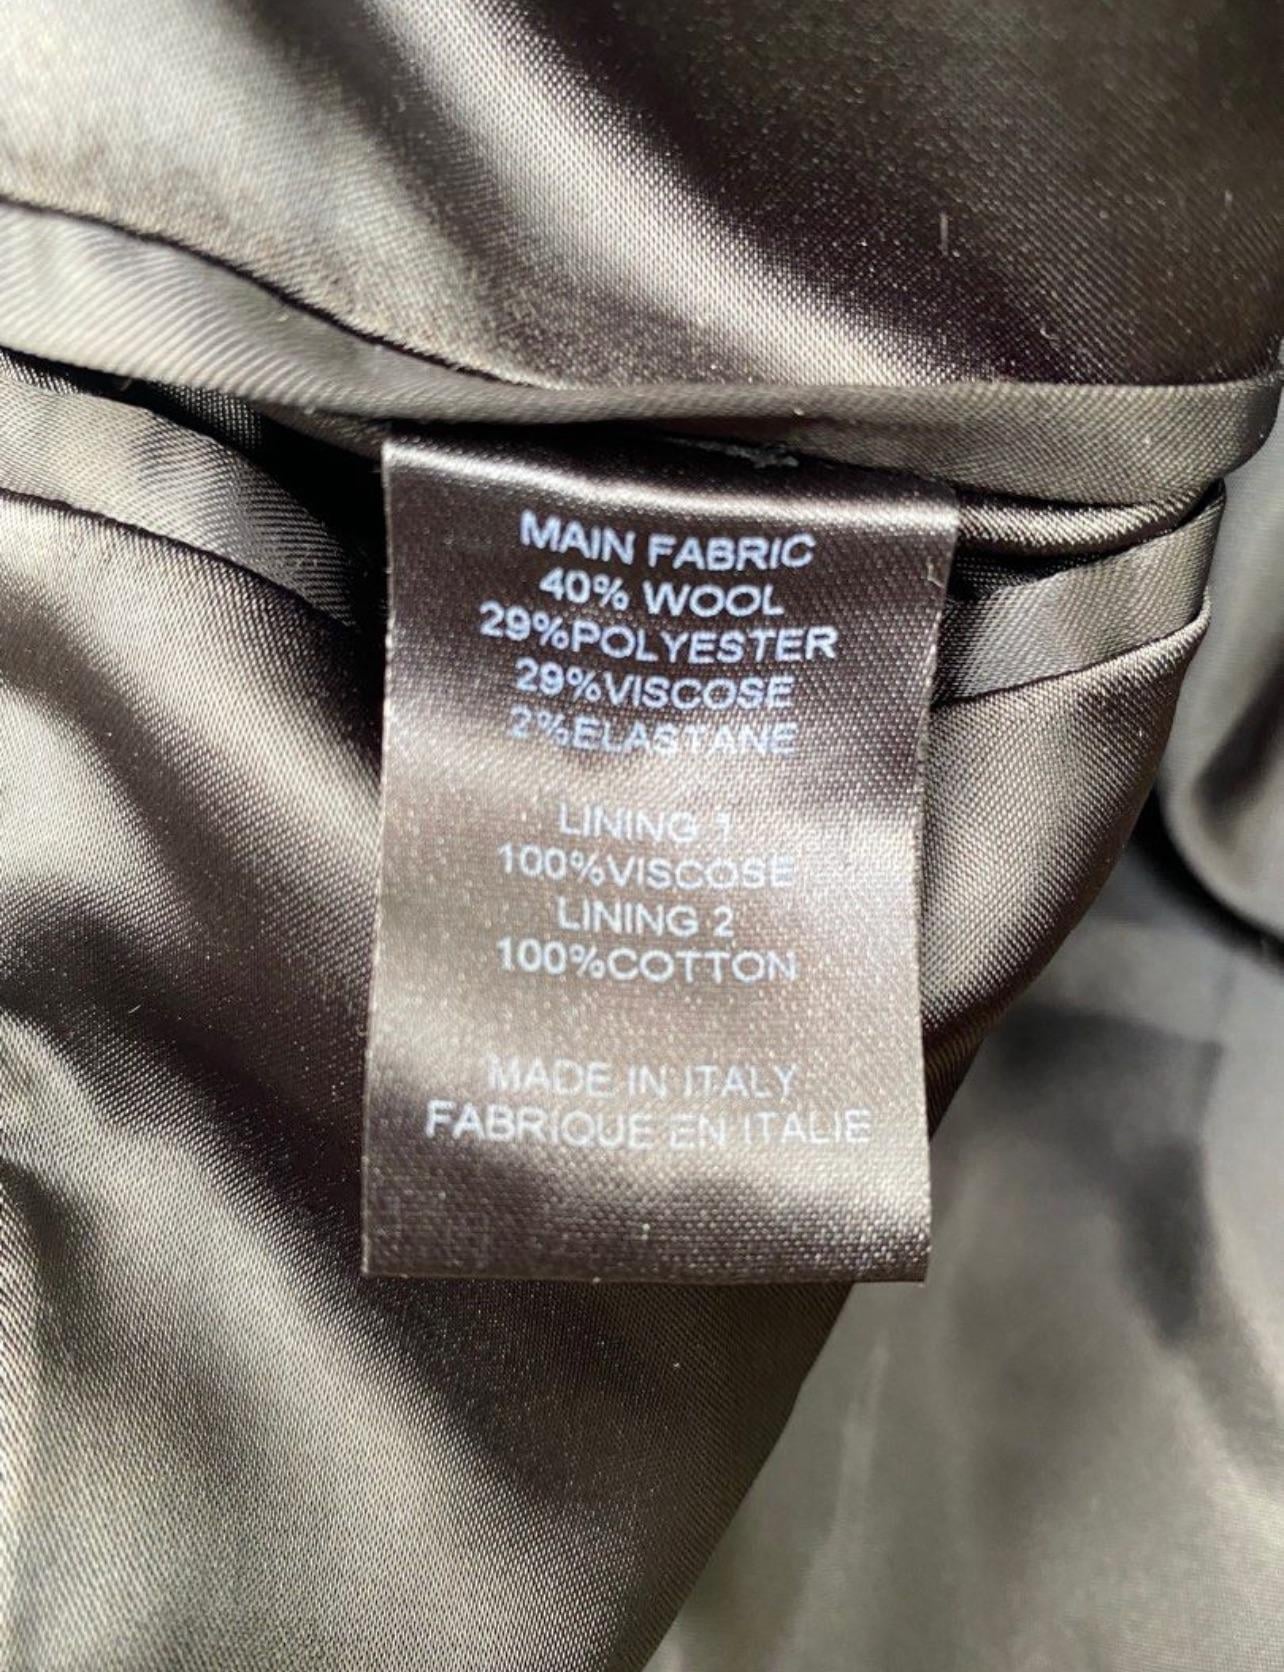 MAIN FABRIC
40% WOOL
29%POLYESTER
29%VISCOSE
2%ELASTANE
LINING 1
100%VISCOSE
LINING 2
100%COTTON
MADE IN ITALY
FABRIQUE EN ITALIE